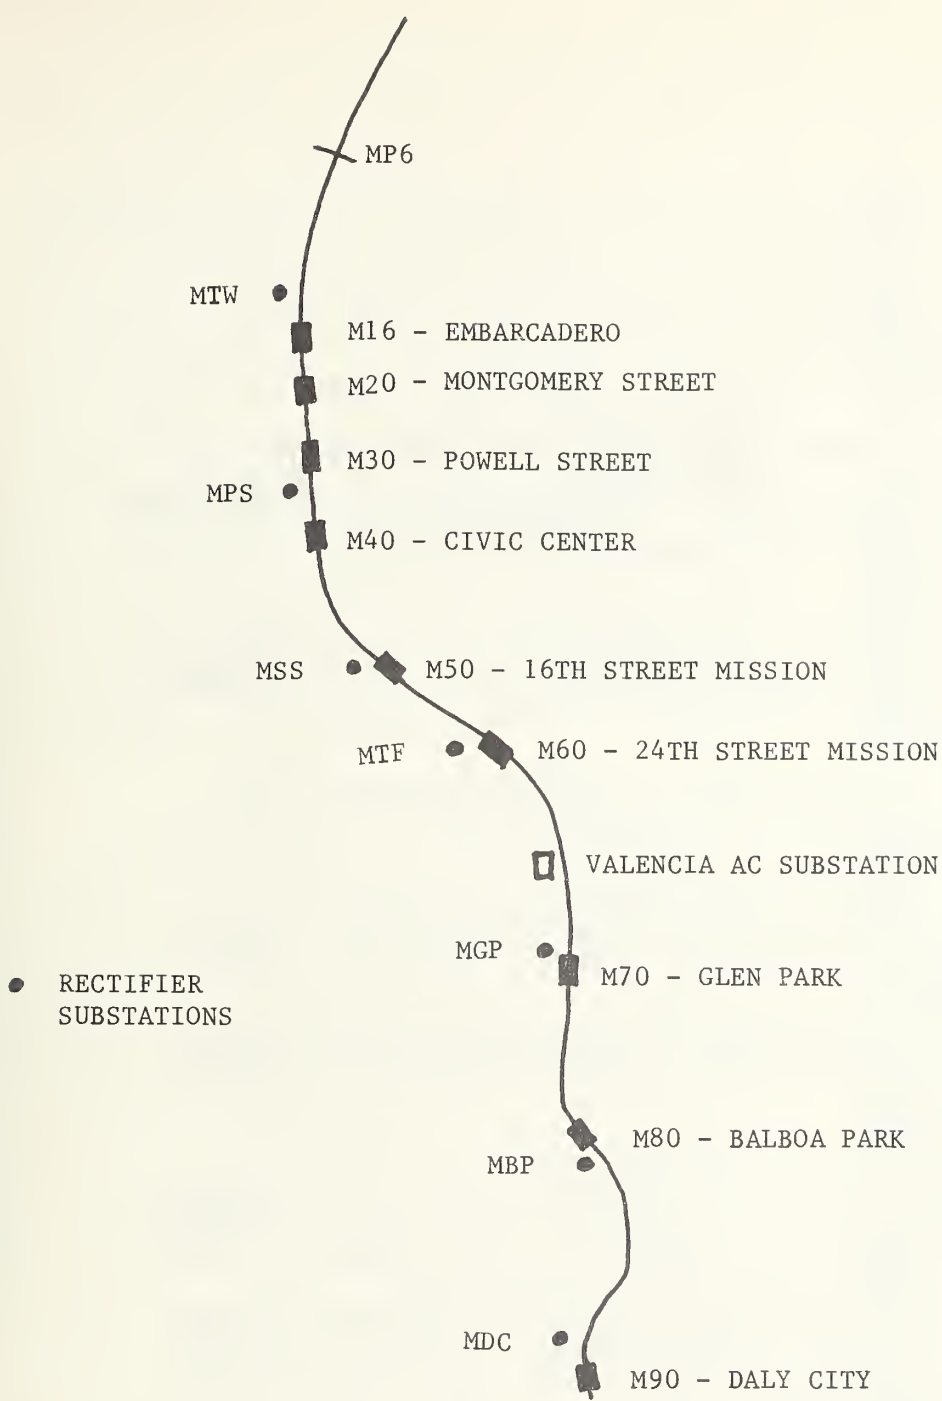 MP6
MTW
M16 - EMBARCADERO
M20 - MONTGOMERY STREET
M30 - POWELL STREET
MPS
M40 - CIVIC CENTER
MSS
M50 - 16TH STREET MISSION
MTF
M60 - 24TH STREET MISSION
VALENCIA AC SUBSTATION
MGP
M70 - GLEN PARK
RECTIFIER
SUBSTATIONS
M80 - BALBOA PARK
MBP
MDC
M90 - DALY CITY